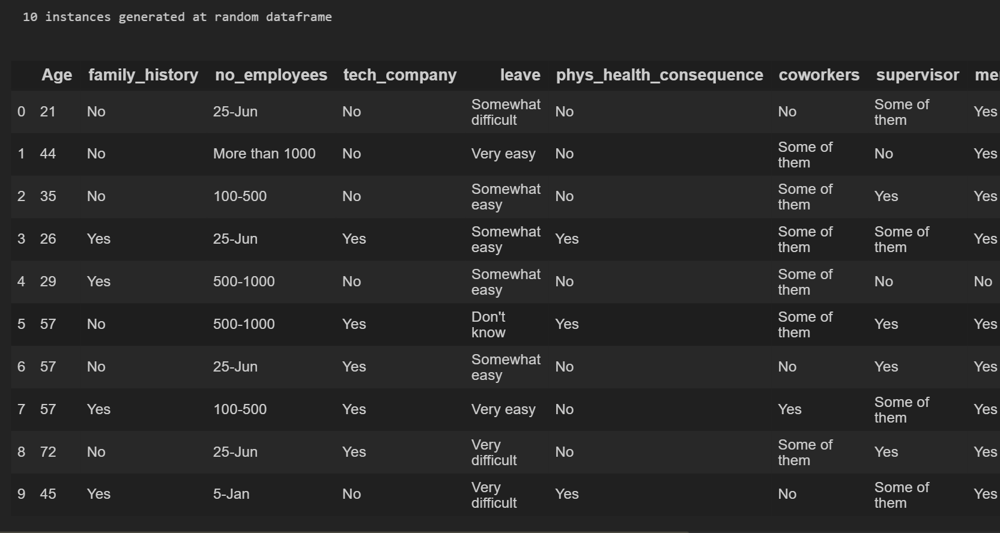 10 instances generated at random dataframe
Age family_history no_employees tech_company leave phys_health_consequence coworkers supervisor
0 21 No 25-Jun No Somewhat difficult No No Some of them Yes
1 44 No More than 1000 No Very easy No Some of them No Yes
2 35 No 100-500 No Somewhat easy No Some of them Yes Yes
3 26 Yes 25-Jun Yes Somewhat easy Yes Some of them Some of them Yes
4 29 Yes 500-1000 No Somewhat easy No Some of them No No
5 57 No 500-1000 Yes Don't know Yes Some of them Yes Yes
6 57 No 25-Jun Yes Somewhat easy No No Yes Yes
7 57 Yes 100-500 Yes Very easy No Yes Some of them Yes
8 72 No 25-Jun Yes Very difficult No Some of them Yes Yes
9 45 Yes 5-Jan No Very difficult Yes No Some of them Yes